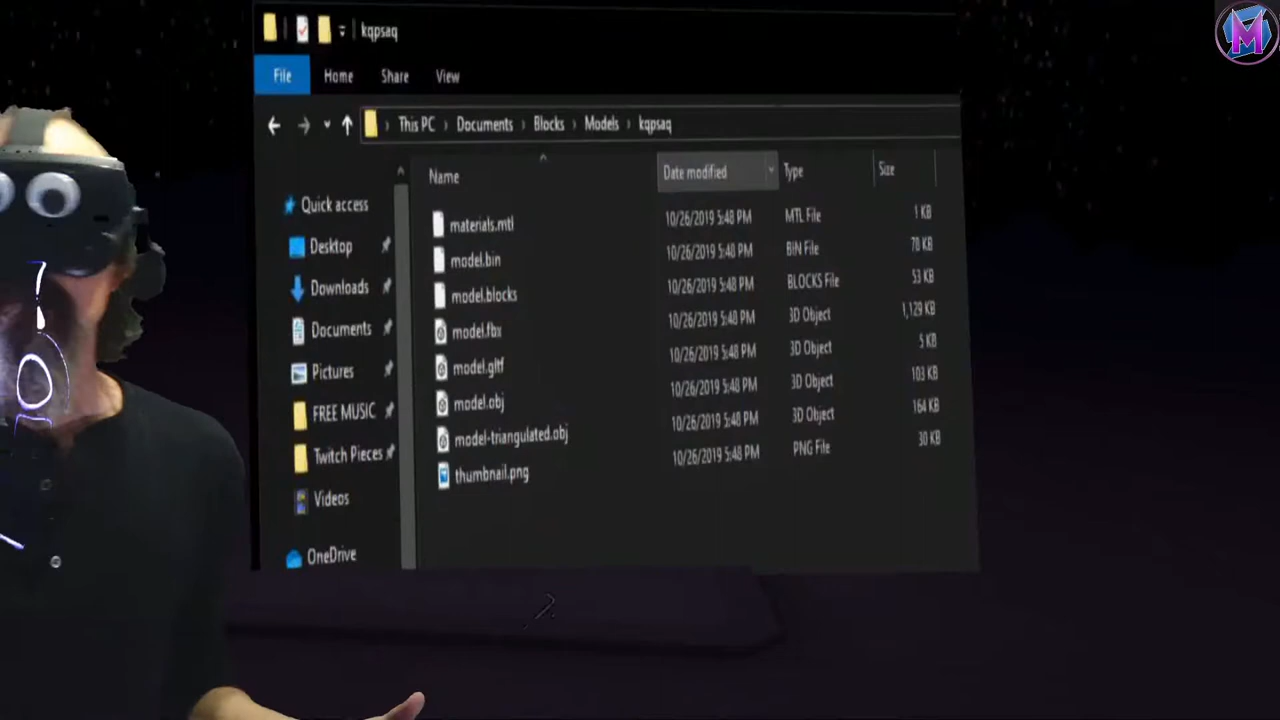 kqpsaq
File Home Share View
This PC › Documents › Blocks › Models › kqpsaq
Name Date modified Type Size
Quick access
Desktop
Downloads
Documents
Pictures
FREE MUSIC
Twitch Pieces
Videos
OneDrive
materials.mtl 10/26/2019 5:48 PM MTL File 1 KB
model.bin 10/26/2019 5:48 PM BIN File 78 KB
model.blocks 10/26/2019 5:48 PM BLOCKS File 53 KB
model.fbx 10/26/2019 5:48 PM 3D Object 1,129 KB
model.gltf 10/26/2019 5:48 PM 3D Object 5 KB
model.obj 10/26/2019 5:48 PM 3D Object 103 KB
model-triangulated.obj 10/26/2019 5:48 PM 3D Object 164 KB
thumbnail.png 10/26/2019 5:48 PM PNG File 30 KB
M